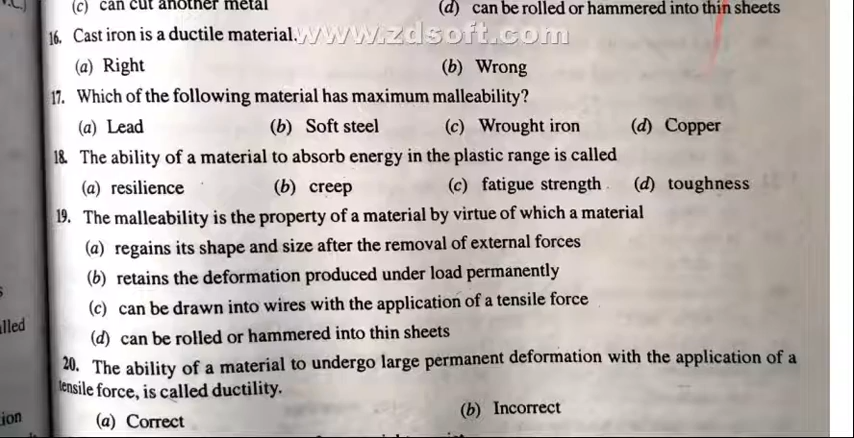 (c) can cut another metal (d) can be rolled or hammered into thin sheets
16. Cast iron is a ductile material. www.zdsoft.com
(a) Right (b) Wrong
17. Which of the following material has maximum malleability?
(a) Lead (b) Soft steel (c) Wrought iron (d) Copper
18. The ability of a material to absorb energy in the plastic range is called
(a) resilience (b) creep (c) fatigue strength (d) toughness
19. The malleability is the property of a material by virtue of which a material
(a) regains its shape and size after the removal of external forces
(b) retains the deformation produced under load permanently
(c) can be drawn into wires with the application of a tensile force
(d) can be rolled or hammered into thin sheets
20. The ability of a material to undergo large permanent deformation with the application of a
tensile force, is called ductility.
(a) Correct (b) Incorrect